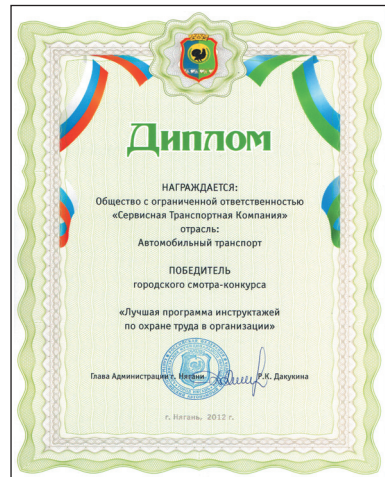 Диплом
НАГРАЖДАЕТСЯ:
Общество с ограниченной ответственностью
«Сервисная Транспортная Компания»
отрасль:
Автомобильный транспорт
ПОБЕДИТЕЛЬ
городского смотра-конкурса
«Лучшая программа инструктажей
по охране труда в организации»
Глава Администрации г. Нягани Р.К. Дакукина
г. Нягань, 2012 г.